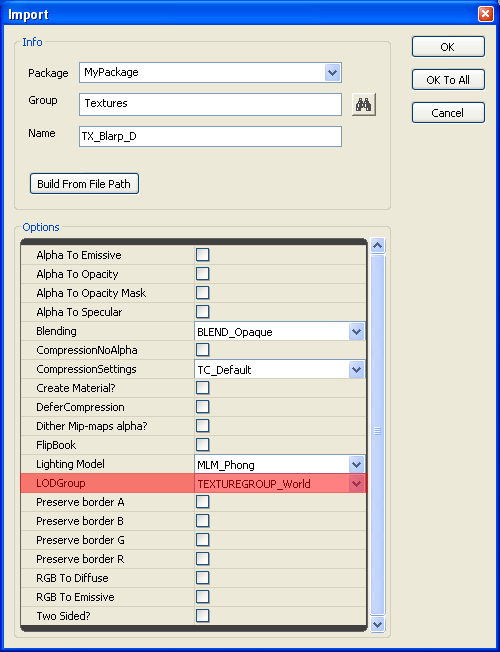 Import
Info
OK
Package MyPackage
OK To All
Group Textures
Cancel
Name TX_Blarp_D
Build From File Path
Options
Alpha To Emissive
Alpha To Opacity
Alpha To Opacity Mask
Alpha To Specular
Blending BLEND_Opaque
CompressionNoAlpha
CompressionSettings TC_Default
Create Material?
DeferCompression
Dither Mip-maps alpha?
FlipBook
Lighting Model MLM_Phong
LODGroup TEXTUREGROUP_World
Preserve border A
Preserve border B
Preserve border G
Preserve border R
RGB To Diffuse
RGB To Emissive
Two Sided?